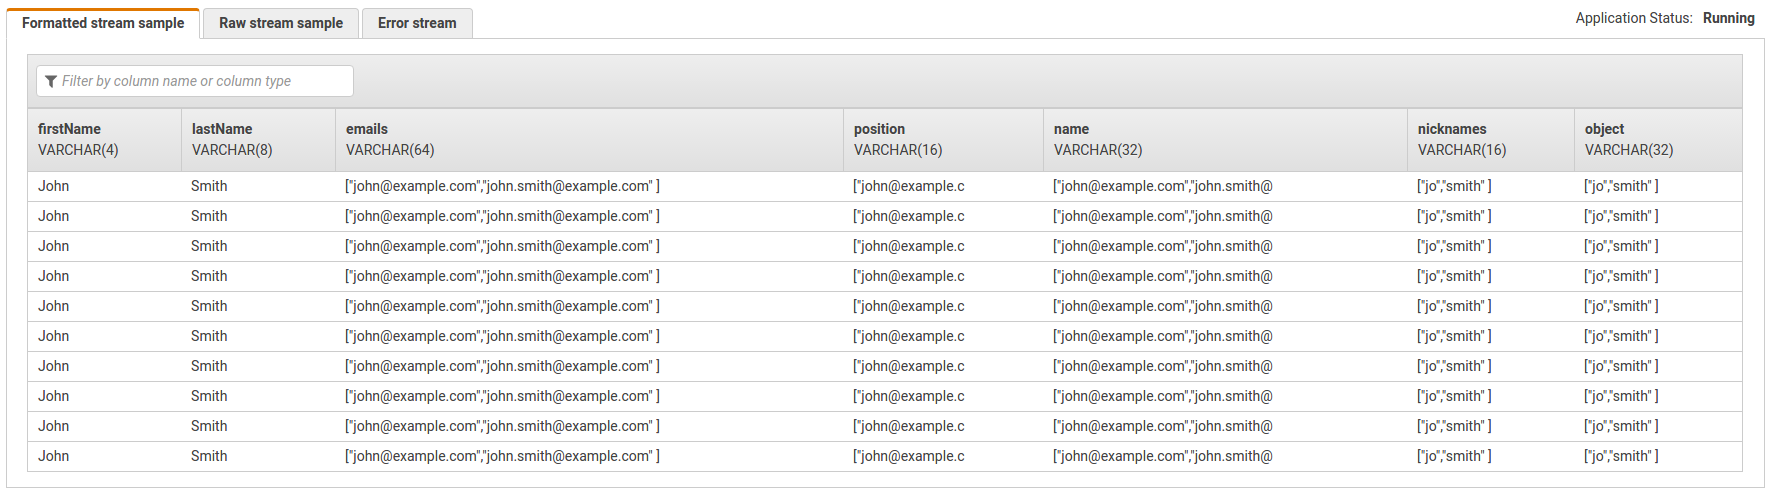 Formatted stream sample Raw stream sample Error stream Application Status: Running
Filter by column name or column type
firstName lastName emails position name nicknames object
VARCHAR(4) VARCHAR(8) VARCHAR(64) VARCHAR(16) VARCHAR(32) VARCHAR(16) VARCHAR(32)
John Smith ["john@example.com","john.smith@example.com" ] ["john@example.c ["john@example.com","john.smith@ ["jo","smith" ] ["jo","smith" ]
John Smith ["john@example.com","john.smith@example.com" ] ["john@example.c ["john@example.com","john.smith@ ["jo","smith" ] ["jo","smith" ]
John Smith ["john@example.com","john.smith@example.com" ] ["john@example.c ["john@example.com","john.smith@ ["jo","smith" ] ["jo","smith" ]
John Smith ["john@example.com","john.smith@example.com" ] ["john@example.c ["john@example.com","john.smith@ ["jo","smith" ] ["jo","smith" ]
John Smith ["john@example.com","john.smith@example.com" ] ["john@example.c ["john@example.com","john.smith@ ["jo","smith" ] ["jo","smith" ]
John Smith ["john@example.com","john.smith@example.com" ] ["john@example.c ["john@example.com","john.smith@ ["jo","smith" ] ["jo","smith" ]
John Smith ["john@example.com","john.smith@example.com" ] ["john@example.c ["john@example.com","john.smith@ ["jo","smith" ] ["jo","smith" ]
John Smith ["john@example.com","john.smith@example.com" ] ["john@example.c ["john@example.com","john.smith@ ["jo","smith" ] ["jo","smith" ]
John Smith ["john@example.com","john.smith@example.com" ] ["john@example.c ["john@example.com","john.smith@ ["jo","smith" ] ["jo","smith" ]
John Smith ["john@example.com","john.smith@example.com" ] ["john@example.c ["john@example.com","john.smith@ ["jo","smith" ] ["jo","smith" ]